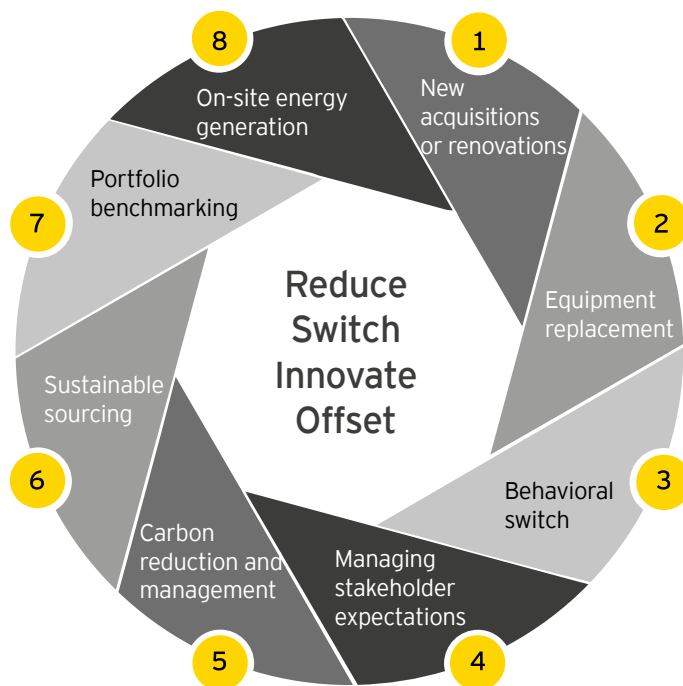 1
New
acquisitions
or renovations
2
Equipment
replacement
3
Behavioral
switch
4
Managing
stakeholder
expectations
5
Carbon
reduction and
management
6
Sustainable
sourcing
7
Portfolio
benchmarking
8
On-site energy
generation
Reduce
Switch
Innovate
Offset